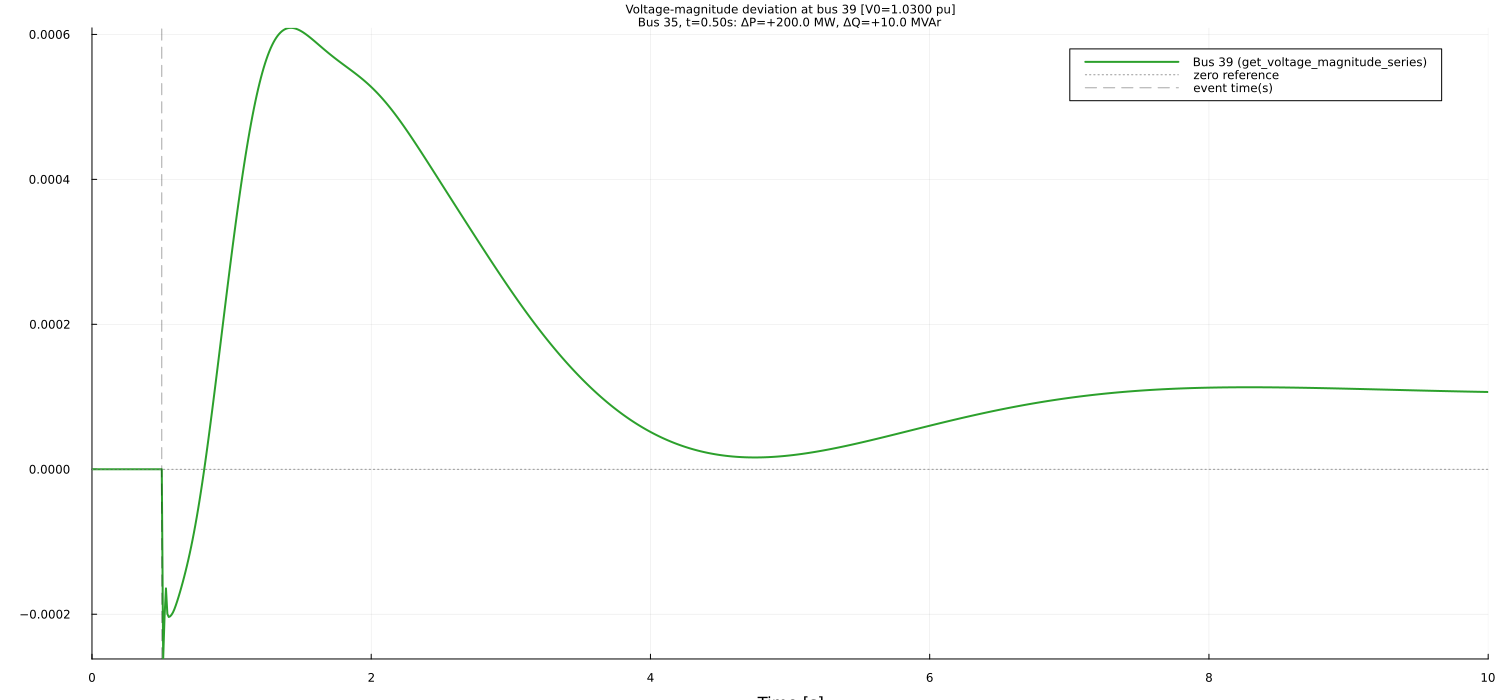 Voltage-magnitude deviation at bus 39 [V0=1.0300 pu]
Bus 35, t=0.50s: ΔP=+200.0 MW, ΔQ=+10.0 MVAr
Bus 39 (get_voltage_magnitude_series)
zero reference
event time(s)
0.0006
0.0004
0.0002
0.0000
−0.0002
0 2 4 6 8 10
Time [s]